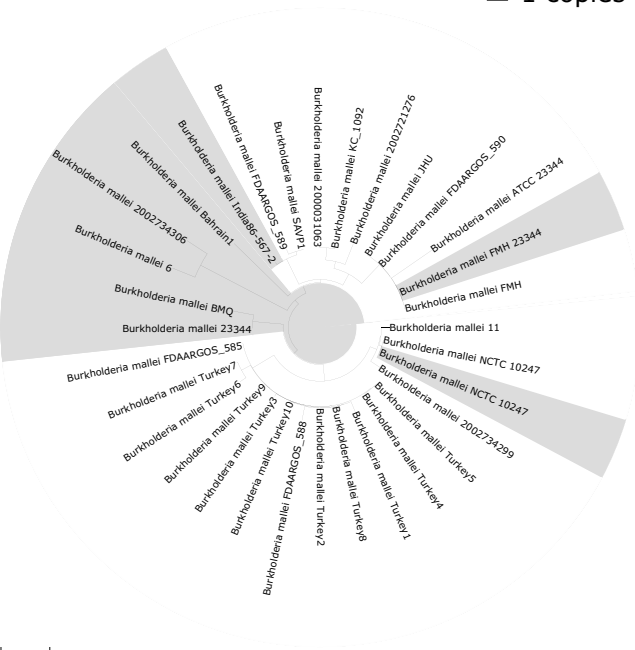 1 copies
Burkholderia mallei FDAARGOS_589
Burkholderia mallei SAVP1
Burkholderia mallei 2000031063
Burkholderia mallei KC_1092
Burkholderia mallei 2002721276
Burkholderia mallei JHU
Burkholderia mallei FDAARGOS_590
Burkholderia mallei ATCC 23344
Burkholderia mallei FMH 23344
Burkholderia mallei FMH
Burkholderia mallei 11
Burkholderia mallei NCTC 10247
Burkholderia mallei NCTC 10247
Burkholderia mallei 2002734299
Burkholderia mallei Turkey5
Burkholderia mallei Turkey4
Burkholderia mallei Turkey1
Burkholderia mallei Turkey8
Burkholderia mallei Turkey2
Burkholderia mallei FDAARGOS_588
Burkholderia mallei Turkey10
Burkholderia mallei Turkey3
Burkholderia mallei Turkey9
Burkholderia mallei Turkey6
Burkholderia mallei Turkey7
Burkholderia mallei FDAARGOS_585
Burkholderia mallei 23344
Burkholderia mallei BMQ
Burkholderia mallei 6
Burkholderia mallei 2002734306
Burkholderia mallei Bahrain1
Burkholderia mallei India86-567-2